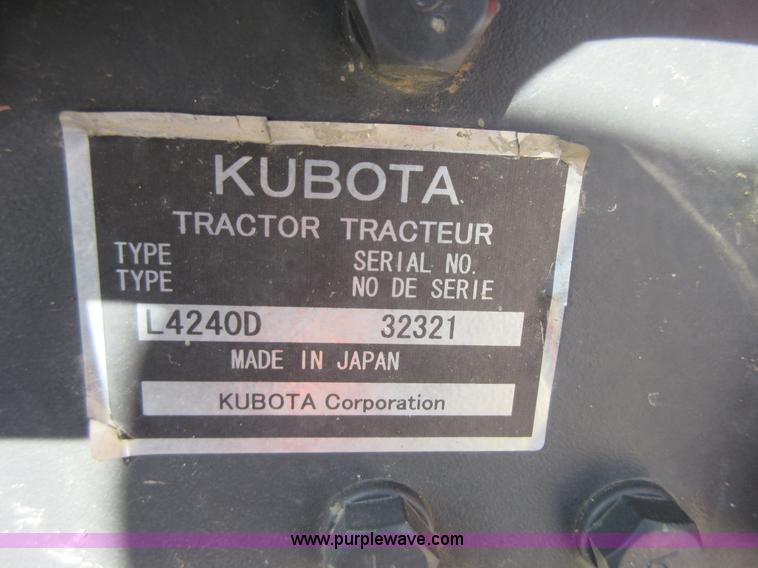 KUBOTA
TRACTOR TRACTEUR
TYPE SERIAL NO.
TYPE NO DE SERIE
L4240D 32321
MADE IN JAPAN
KUBOTA Corporation
www.purplewave.com